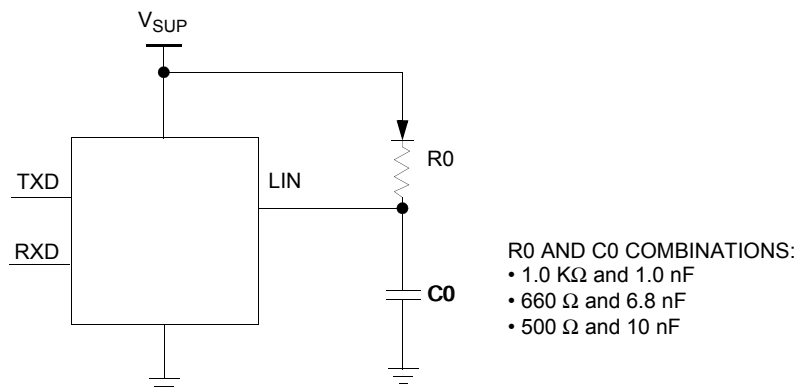 VSUP
TXD
RXD
LIN
R0
C0
R0 AND C0 COMBINATIONS:
• 1.0 KΩ and 1.0 nF
• 660 Ω and 6.8 nF
• 500 Ω and 10 nF